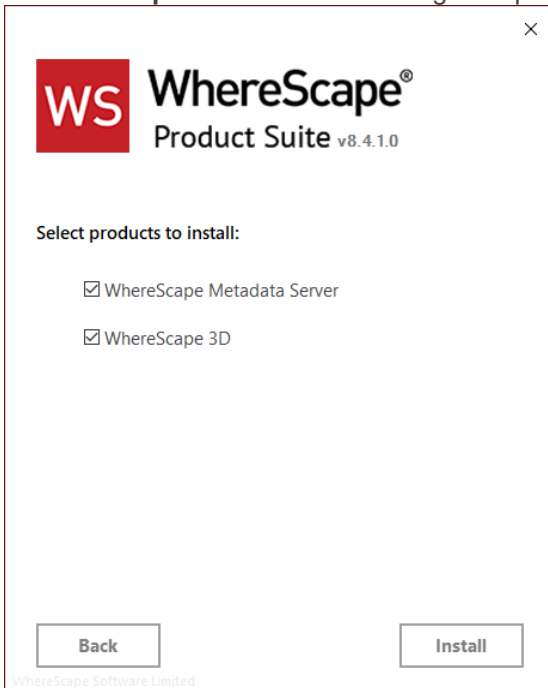 WS
WhereScape®
Product Suite v8.4.1.0
Select products to install:
WhereScape Metadata Server
WhereScape 3D
Back
Install
WhereScape Software Limited